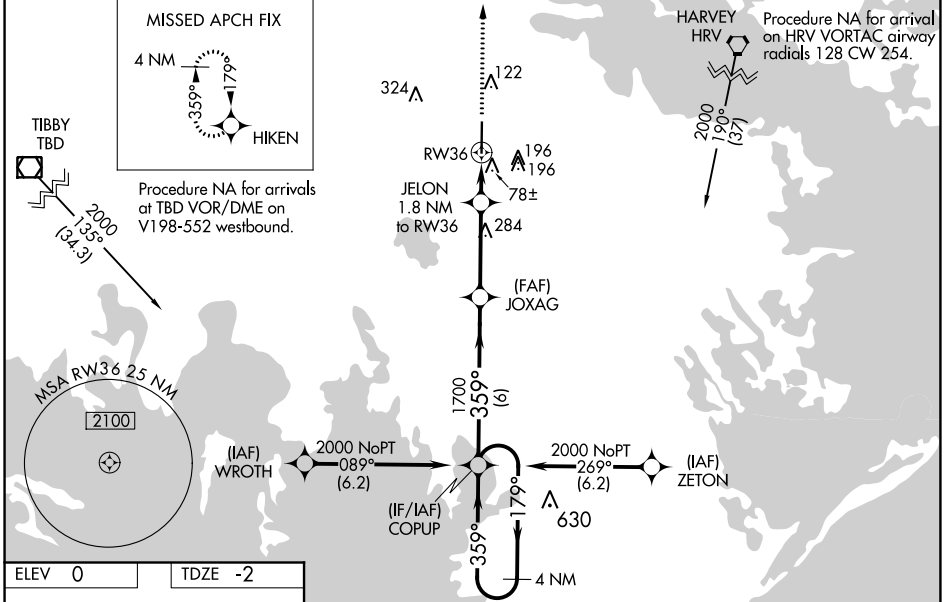 MISSED APCH FIX
4 NM
359°
179°
HIKEN
TIBBY
TBD
2000
135°
(34.3)
Procedure NA for arrivals
at TBD VOR/DME on
V198-552 westbound.
HARVEY
HRV
Procedure NA for arrival
on HRV VORTAC airway
radials 128 CW 254.
2000
190°
(37)
324
122
RW36
196
196
78±
JELON
1.8 NM
to RW36
284
(FAF)
JOXAG
1700
359°
(6)
MSA RW36 25 NM
2100
(IAF)
WROTH
2000 NoPT
089°
(6.2)
2000 NoPT
269°
(6.2)
(IAF)
ZETON
(IF/IAF)
COPUP
359°
179°
630
4 NM
ELEV 0
TDZE -2